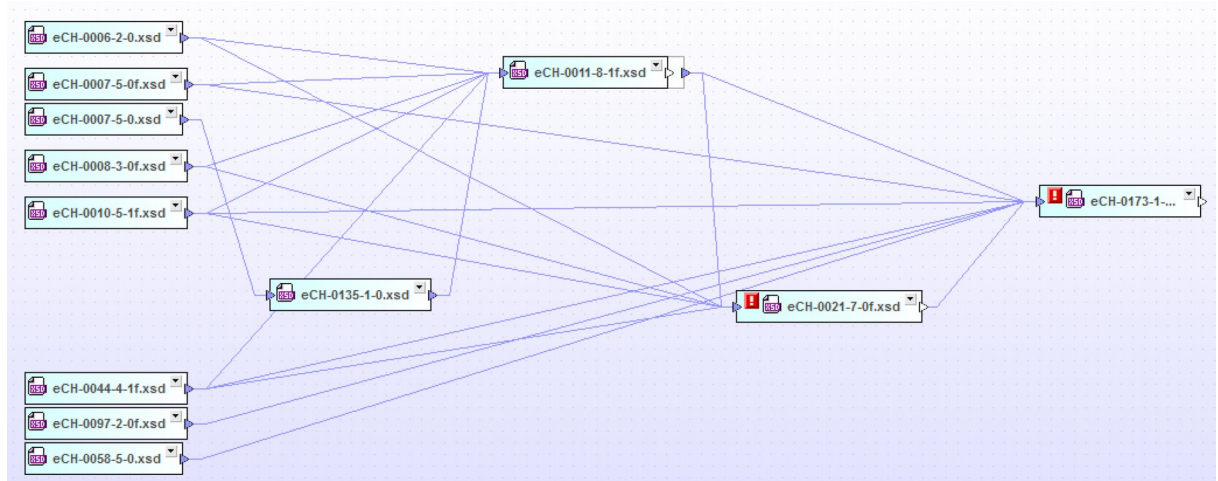 eCH-0006-2-0.xsd
eCH-0007-5-0f.xsd
eCH-0007-5-0.xsd
eCH-0008-3-0f.xsd
eCH-0010-5-1f.xsd
eCH-0011-8-1f.xsd
eCH-0173-1-...
eCH-0135-1-0.xsd
eCH-0021-7-0f.xsd
eCH-0044-4-1f.xsd
eCH-0097-2-0f.xsd
eCH-0058-5-0.xsd